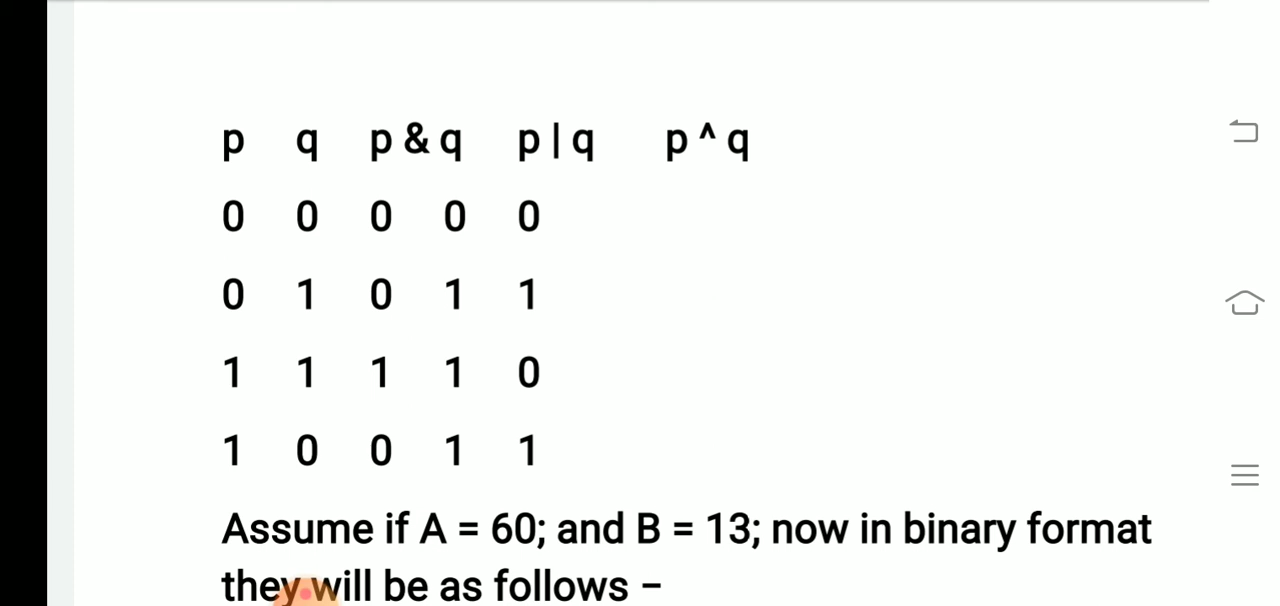 p q p & q p | q p ^ q
0 0 0 0 0
0 1 0 1 1
1 1 1 1 0
1 0 0 1 1
Assume if A = 60; and B = 13; now in binary format
they will be as follows −